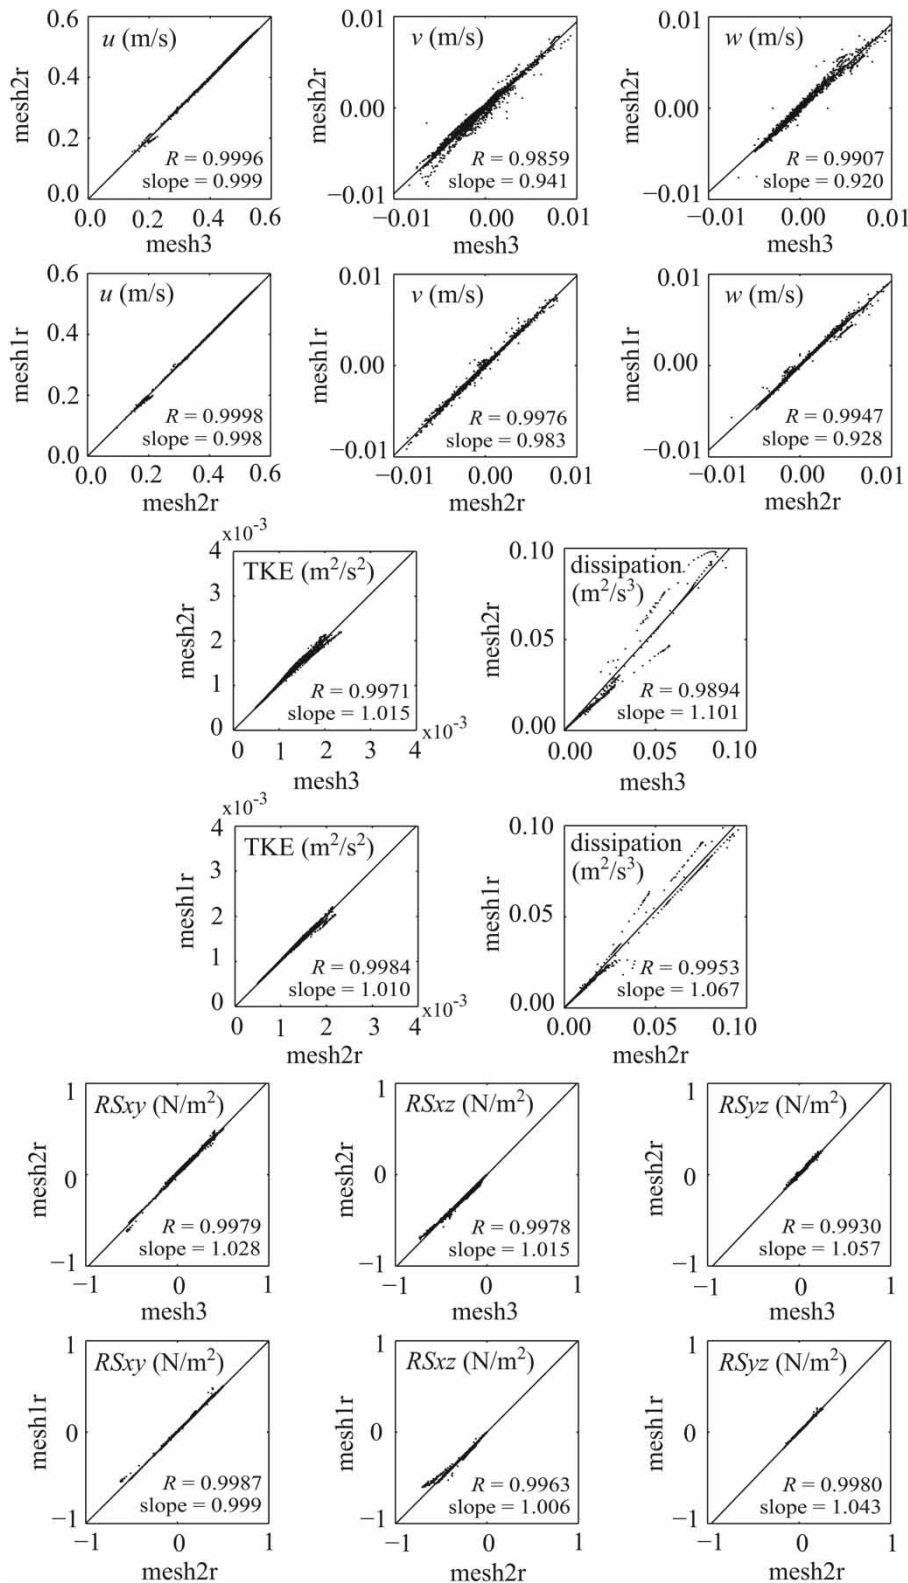 u (m/s)
v (m/s)
w (m/s)
0.6
0.4
0.2
0.0
mesh2r
R = 0.9996
slope = 0.999
0.0 0.2 0.4 0.6
mesh3
0.01
0.00
−0.01
mesh2r
R = 0.9859
slope = 0.941
−0.01 0.00 0.01
mesh3
0.01
0.00
−0.01
mesh2r
R = 0.9907
slope = 0.920
−0.01 0.00 0.01
mesh3
u (m/s)
v (m/s)
w (m/s)
0.6
0.4
0.2
0.0
mesh1r
R = 0.9998
slope = 0.998
0.0 0.2 0.4 0.6
mesh2r
0.01
0.00
−0.01
mesh1r
R = 0.9976
slope = 0.983
−0.01 0.00 0.01
mesh2r
0.01
0.00
−0.01
mesh1r
R = 0.9947
slope = 0.928
−0.01 0.00 0.01
mesh2r
x10⁻³
TKE (m²/s²)
4
3
2
1
0
mesh2r
R = 0.9971
slope = 1.015
0 1 2 3 4
x10⁻³
mesh3
dissipation
(m²/s³)
0.10
0.05
0.00
mesh2r
R = 0.9894
slope = 1.101
0.00 0.05 0.10
mesh3
x10⁻³
TKE (m²/s²)
4
3
2
1
0
mesh1r
R = 0.9984
slope = 1.010
0 1 2 3 4
x10⁻³
mesh2r
dissipation
(m²/s³)
0.10
0.05
0.00
mesh1r
R = 0.9953
slope = 1.067
0.00 0.05 0.10
mesh2r
RSxy (N/m²)
1
0
−1
mesh2r
R = 0.9979
slope = 1.028
−1 0 1
mesh3
RSxz (N/m²)
1
0
−1
mesh2r
R = 0.9978
slope = 1.015
−1 0 1
mesh3
RSyz (N/m²)
1
0
−1
mesh2r
R = 0.9930
slope = 1.057
−1 0 1
mesh3
RSxy (N/m²)
1
0
−1
mesh1r
R = 0.9987
slope = 0.999
−1 0 1
mesh2r
RSxz (N/m²)
1
0
−1
mesh1r
R = 0.9963
slope = 1.006
−1 0 1
mesh2r
RSyz (N/m²)
1
0
−1
mesh1r
R = 0.9980
slope = 1.043
−1 0 1
mesh2r